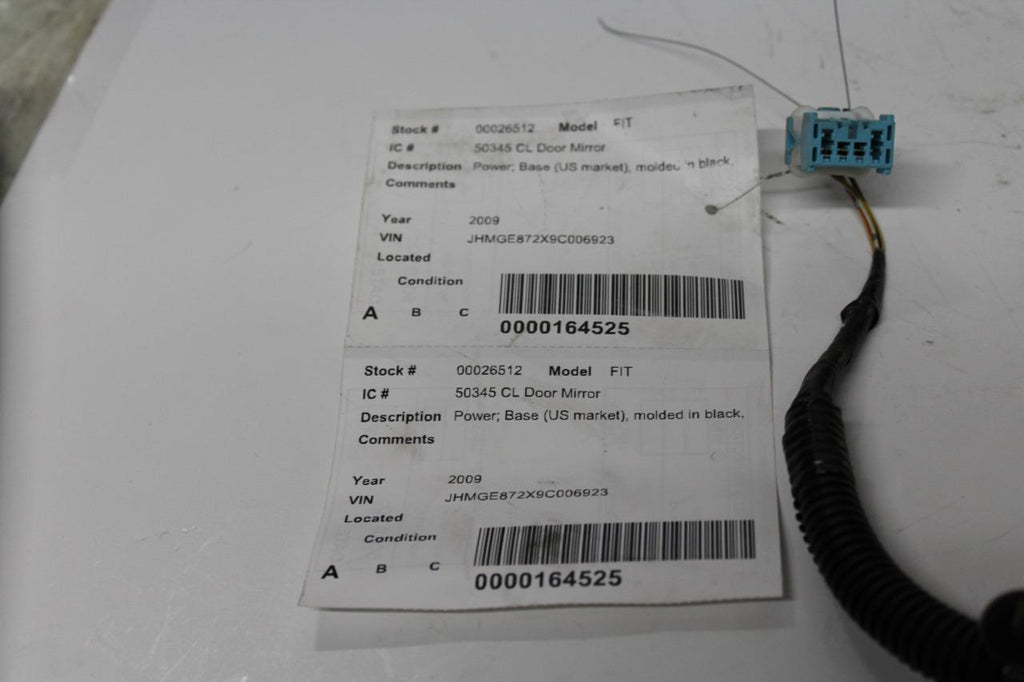 Stock # 00026512 Model FIT
IC # 50345 CL Door Mirror
Description Power; Base (US market), molded in black.
Comments
Year 2009
VIN JHMGE872X9C006923
Located
Condition
A B C
0000164525
Stock # 00026512 Model FIT
IC # 50345 CL Door Mirror
Description Power; Base (US market), molded in black.
Comments
Year 2009
VIN JHMGE872X9C006923
Located
Condition
A B C
0000164525